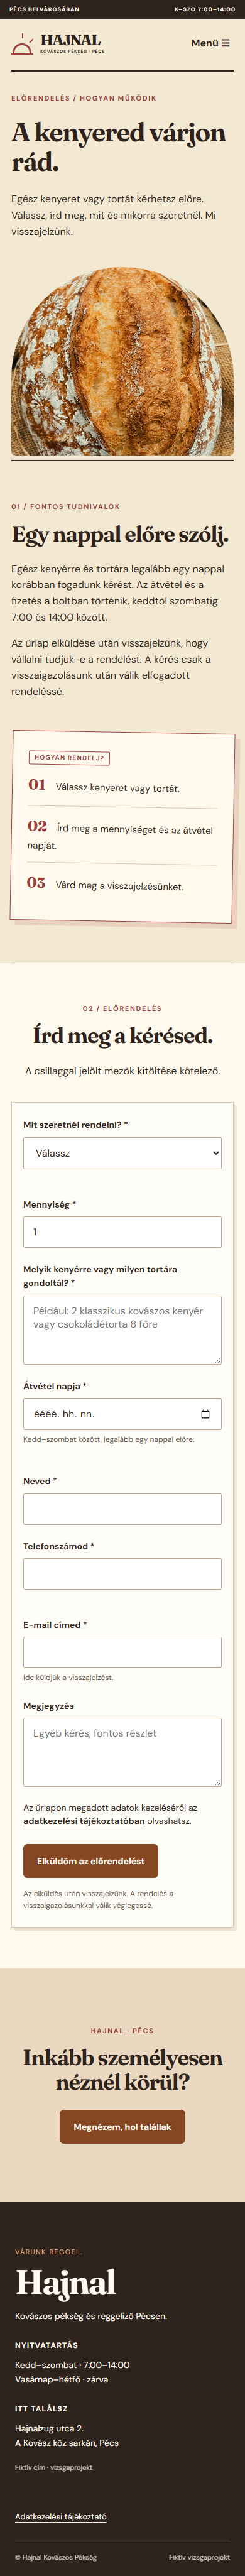 PÉCS BELVÁROSÁBAN
K–SZO 7:00–14:00
HAJNAL
KOVÁSZOS PÉKSÉG · PÉCS
Menü ☰
ELŐRENDELÉS / HOGYAN MŰKÖDIK
A kenyered várjon
rád.
Egész kenyeret vagy tortát kérhetsz előre.
Válassz, írd meg, mit és mikorra szeretnél. Mi
visszajelzünk.
01 / FONTOS TUDNIVALÓK
Egy nappal előre szólj.
Egész kenyérre és tortára legalább egy nappal
korábban fogadunk kérést. Az átvétel és a
fizetés a boltban történik, keddtől szombatig
7:00 és 14:00 között.
Az űrlap elküldése után visszajelzünk, hogy
vállalni tudjuk-e a rendelést. A kérés csak a
visszaigazolásunk után válik elfogadott
rendeléssé.
HOGYAN RENDELJ?
01 Válassz kenyeret vagy tortát.
02 Írd meg a mennyiséget és az átvétel
napját.
03 Várd meg a visszajelzésünket.
02 / ELŐRENDELÉS
Írd meg a kérésed.
A csillaggal jelölt mezők kitöltése kötelező.
Mit szeretnél rendelni? *
Válassz
Mennyiség *
1
Melyik kenyérre vagy milyen tortára
gondoltál? *
Például: 2 klasszikus kovászos kenyér
vagy csokoládétorta 8 főre
Átvétel napja *
éééé. hh. nn.
Kedd–szombat között, legalább egy nappal előre.
Neved *
Telefonszámod *
E-mail címed *
Ide küldjük a visszajelzést.
Megjegyzés
Egyéb kérés, fontos részlet
Az űrlapon megadott adatok kezeléséről az
adatkezelési tájékoztatóban olvashatsz.
Elküldöm az előrendelést
Az elküldés után visszajelzünk. A rendelés a
visszaigazolásunkkal válik véglegessé.
HAJNAL · PÉCS
Inkább személyesen
néznél körül?
Megnézem, hol talállak
VÁRUNK REGGEL.
Hajnal
Kovászos pékség és reggeliző Pécsen.
NYITVATARTÁS
Kedd–szombat · 7:00–14:00
Vasárnap–hétfő · zárva
ITT TALÁLSZ
Hajnalzug utca 2.
A Kovász köz sarkán, Pécs
Fiktív cím · vizsgaprojekt
Adatkezelési tájékoztató
© Hajnal Kovászos Pékség
Fiktív vizsgaprojekt